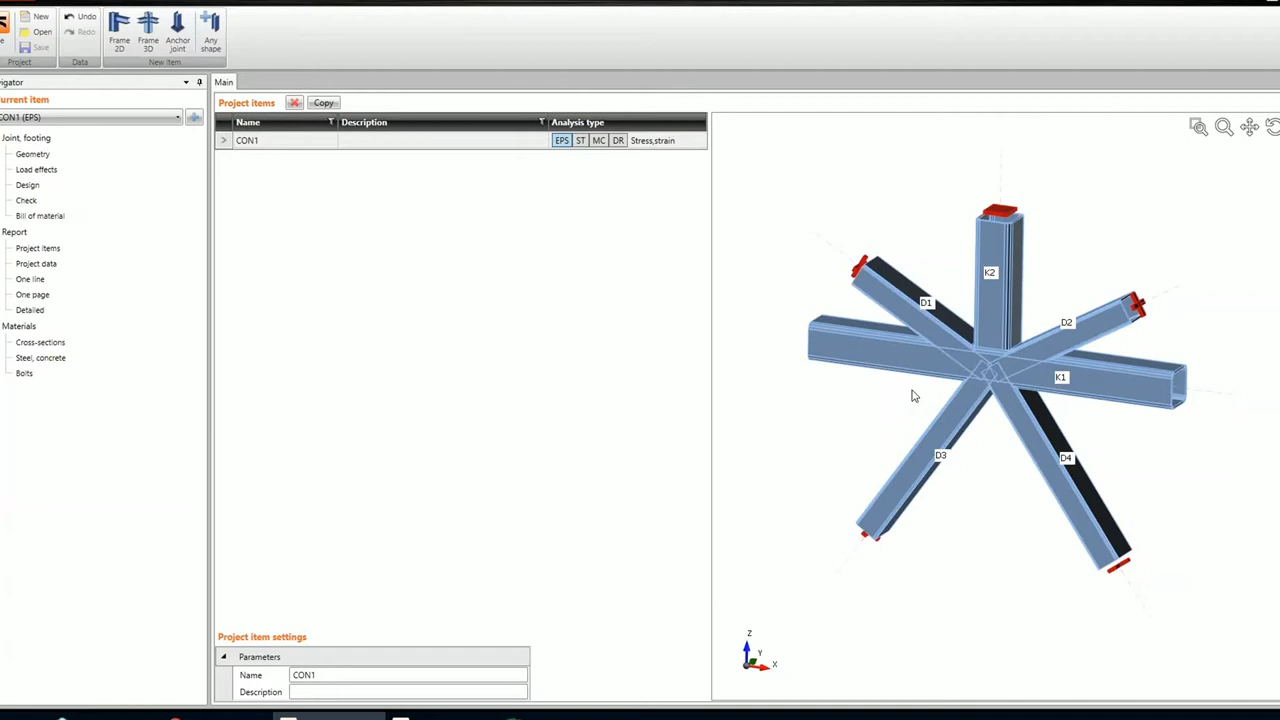 New
Undo
Open
Redo
Save
Frame 2D
Frame 3D
Anchor joint
Any shape
Project
Data
New item
Main
Project items
Copy
CON1 (EPS)
Name Description Analysis type
CON1 EPS ST MC DR Stress,strain
Joint, footing
Geometry
Load effects
Design
Check
Bill of material
Report
Project Items
Project data
One line
One page
Detailed
Materials
Cross-sections
Steel, concrete
Bolts
K2
D1
D2
K1
D3
D4
Z
Y
X
Project item settings
Parameters
Name CON1
Description